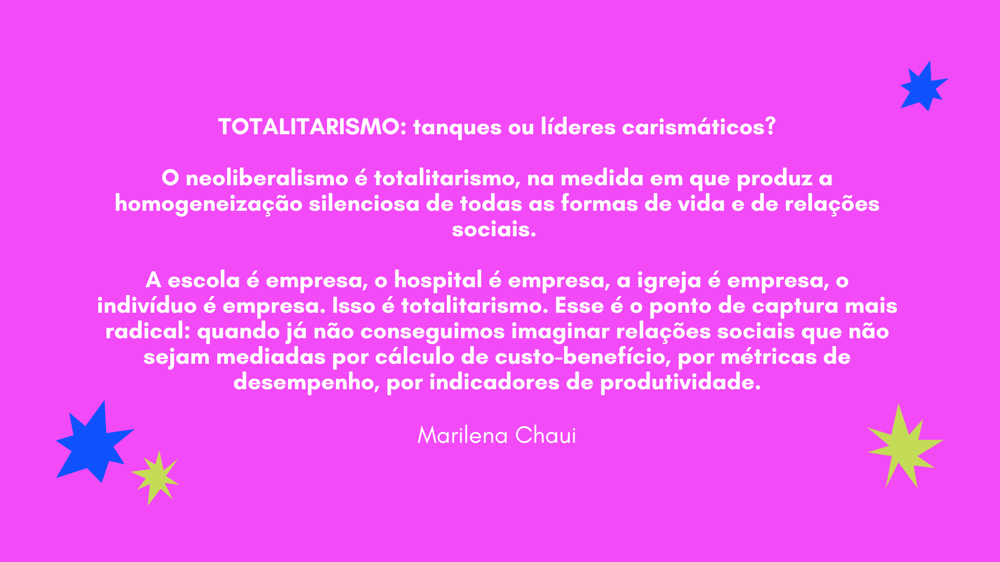 TOTALITARISMO: tanques ou líderes carismáticos?
O neoliberalismo é totalitarismo, na medida em que produz a
homogeneização silenciosa de todas as formas de vida e de relações
sociais.
A escola é empresa, o hospital é empresa, a igreja é empresa, o
indivíduo é empresa. Isso é totalitarismo. Esse é o ponto de captura mais
radical: quando já não conseguimos imaginar relações sociais que não
sejam mediadas por cálculo de custo-benefício, por métricas de
desempenho, por indicadores de produtividade.
Marilena Chaui